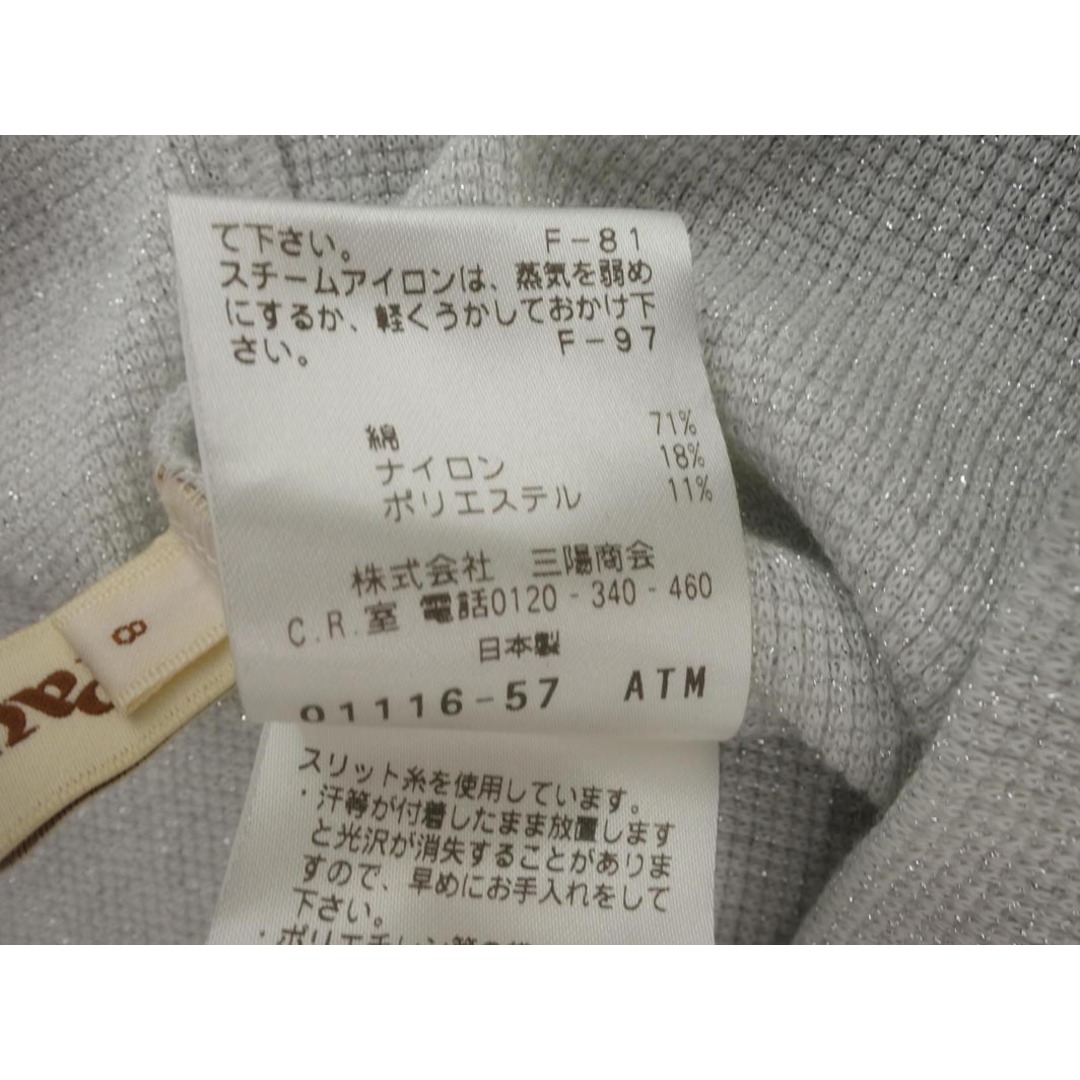 て下さい。 F-81
スチームアイロンは、蒸気を弱め
にするか、軽くうかしておかけ下
さい。 F-97
綿 71%
ナイロン 18%
ポリエステル 11%
株式会社 三陽商会
C.R.室 電話0120-340-460
日本製
91116-57 ATM
8
スリット糸を使用しています。
・汗等が付着したまま放置します
と光沢が消失することがありま
すので、早めにお手入れをして
下さい。